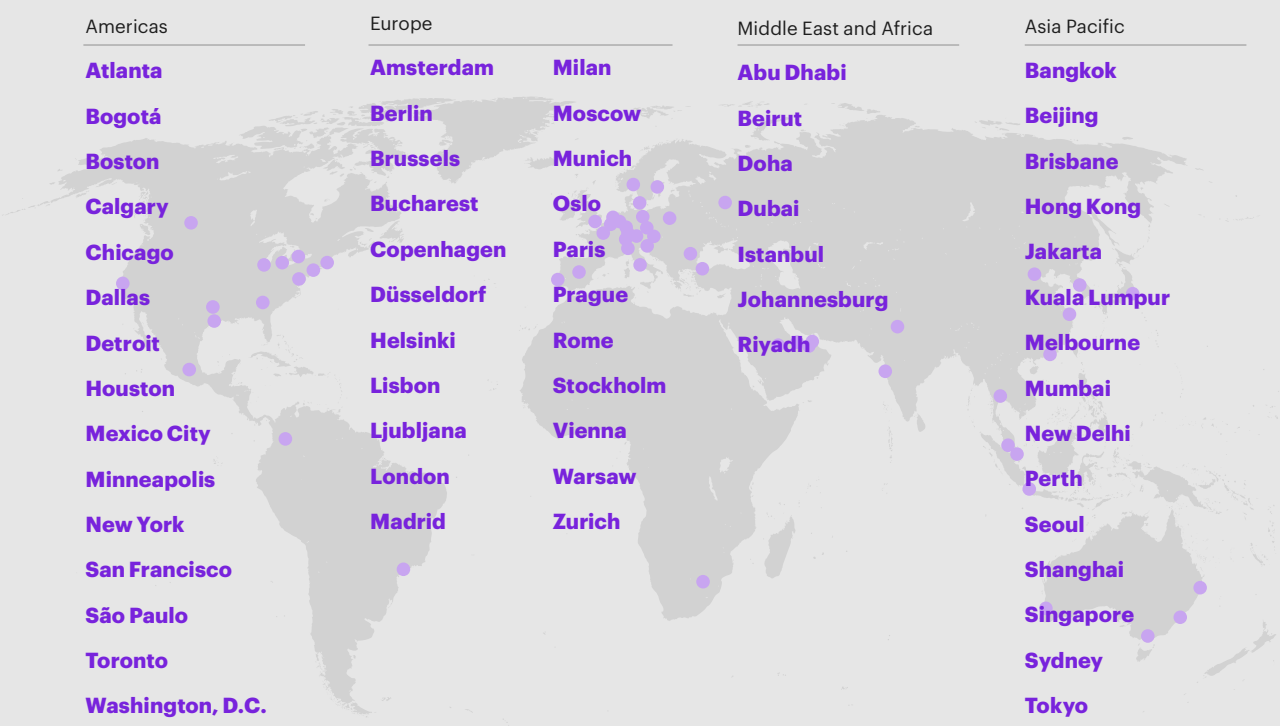 Americas
Atlanta
Bogotá
Boston
Calgary
Chicago
Dallas
Detroit
Houston
Mexico City
Minneapolis
New York
San Francisco
São Paulo
Toronto
Washington, D.C.
Europe
Amsterdam
Berlin
Brussels
Bucharest
Copenhagen
Düsseldorf
Helsinki
Lisbon
Ljubljana
London
Madrid
Milan
Moscow
Munich
Oslo
Paris
Prague
Rome
Stockholm
Vienna
Warsaw
Zurich
Middle East and Africa
Abu Dhabi
Beirut
Doha
Dubai
Istanbul
Johannesburg
Riyadh
Asia Pacific
Bangkok
Beijing
Brisbane
Hong Kong
Jakarta
Kuala Lumpur
Melbourne
Mumbai
New Delhi
Perth
Seoul
Shanghai
Singapore
Sydney
Tokyo